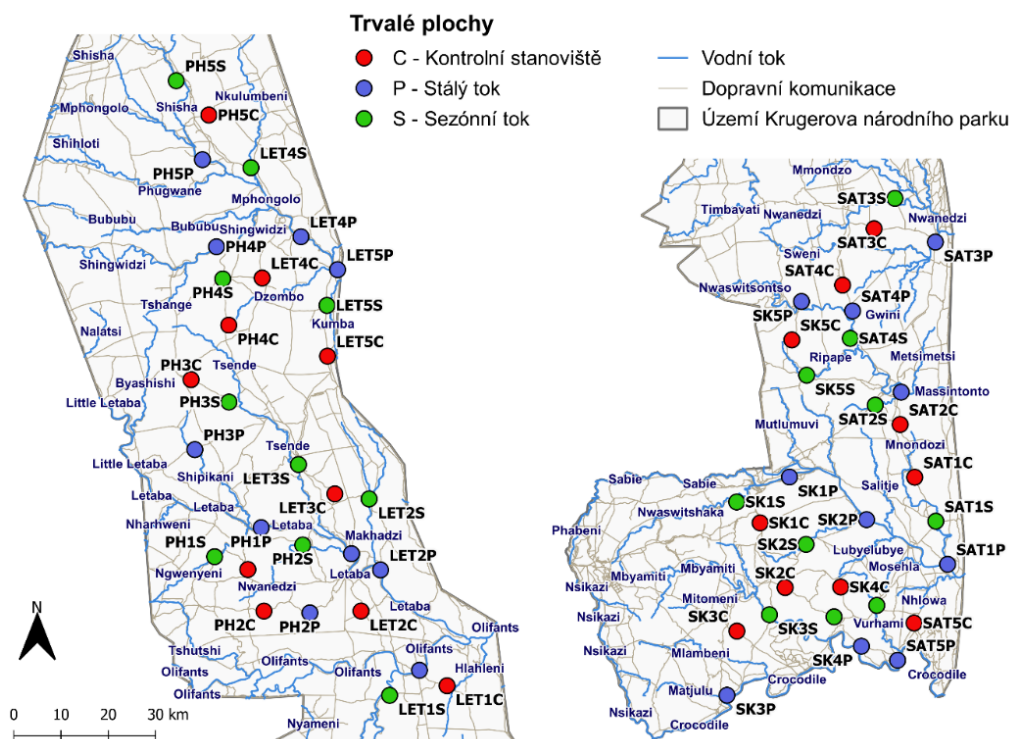 Trvalé plochy
C - Kontrolní stanoviště
P - Stálý tok
S - Sezónní tok
Vodní tok
Dopravní komunikace
Území Krugerova národního parku
Shisha
PH5S
Nkulumbeni
Mphongolo
Shisha
PH5C
Shihloti
LET4S
PH5P
Phugwane
Mphongolo
Bububu
Bububu
Shingwidzi
LET4P
PH4P
LET5P
Shingwidzi
LET4C
PH4S
Dzombo
Tshange
LET5S
Kumba
Nalatsi
PH4C
LET5C
PH3C
Tsende
Byashishi
Little Letaba
PH3S
PH3P
Tsende
Little Letaba
Shipikani
LET3S
Letaba
LET3C
Letaba
LET2S
Nharhweni
Letaba
Makhadzi
PH1S
PH1P
PH2S
LET2P
Ngwenyeni
Letaba
Nwanedzi
PH2C
PH2P
LET2C
Letaba
Olifants
Tshutshi
Olifants
Olifants
Olifants
Olifants
Hlahleni
Olifants
LET1S
LET1C
Nyameni
N
0 10 20 30 km
Mmondzo
SAT3S
Timbavati
Nwanedzi
Nwanedzi
SAT3C
Sweni
SAT3P
SAT4C
Nwaswitsontso
SAT4P
SK5P
Gwini
SK5C
SAT4S
Ripape
Metsimetsi
SK5S
Massintonto
SAT2S
SAT2C
Mutlumuvi
Mnondozi
SAT1C
Sabie
Sabie
SK1P
Salitje
SK1S
Nwaswitshaka
SAT1S
SK2P
Phabeni
SK1C
SK2S
Lubyelubye
SAT1P
Mbyamiti
Mbyamiti
SK2C
Mosehla
Nsikazi
SK4C
Mitomeni
Nhlowa
Nsikazi
SK3C
SK3S
Vurhami
SAT5C
Nsikazi
Mlambeni
SK4P
SAT5P
Crocodile
Crocodile
Matjulu
SK3P
Nsikazi
Crocodile